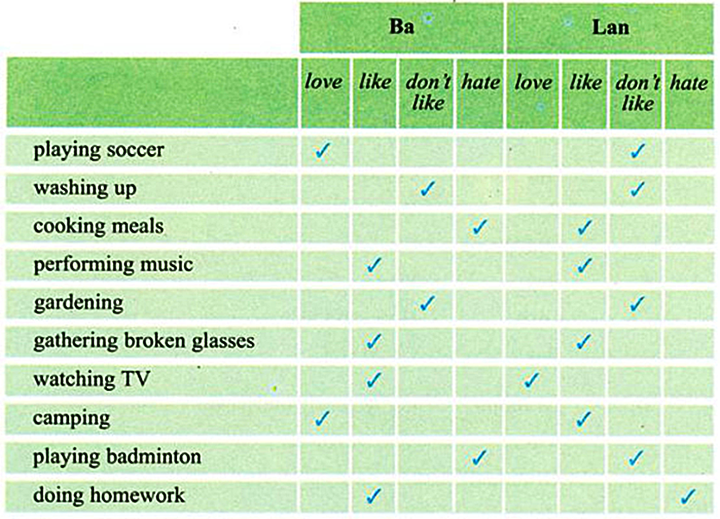 Ba Lan
love like don't like hate love like don't like hate
playing soccer ✓ ✓
washing up ✓ ✓
cooking meals ✓ ✓
performing music ✓ ✓
gardening ✓ ✓
gathering broken glasses ✓ ✓
watching TV ✓ ✓
camping ✓ ✓
playing badminton ✓ ✓
doing homework ✓ ✓